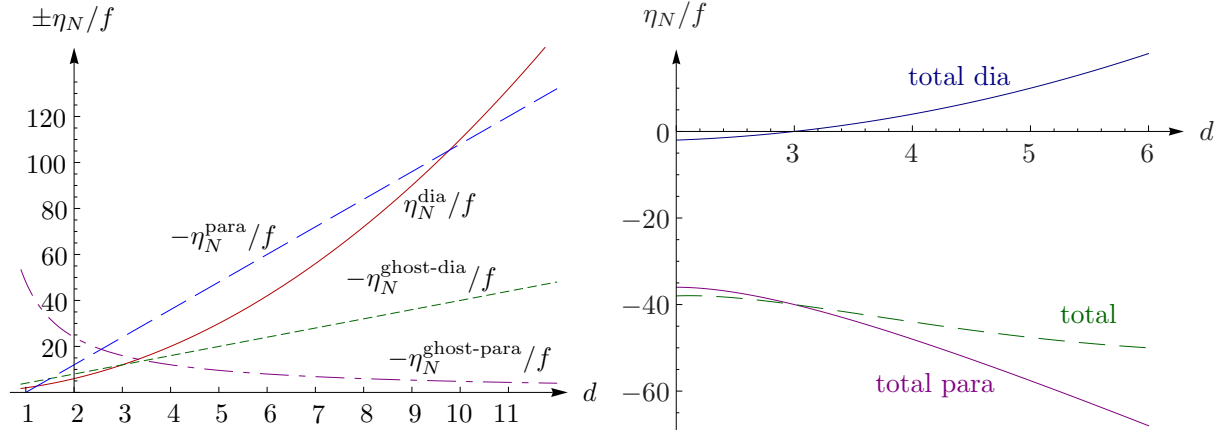 ±η_N/f
120
100
80
60
40
20
1 2 3 4 5 6 7 8 9 10 11
d
η_N^dia/f
−η_N^para/f
−η_N^ghost-dia/f
−η_N^ghost-para/f
η_N/f
0
−20
−40
−60
3 4 5 6
d
total dia
total
total para